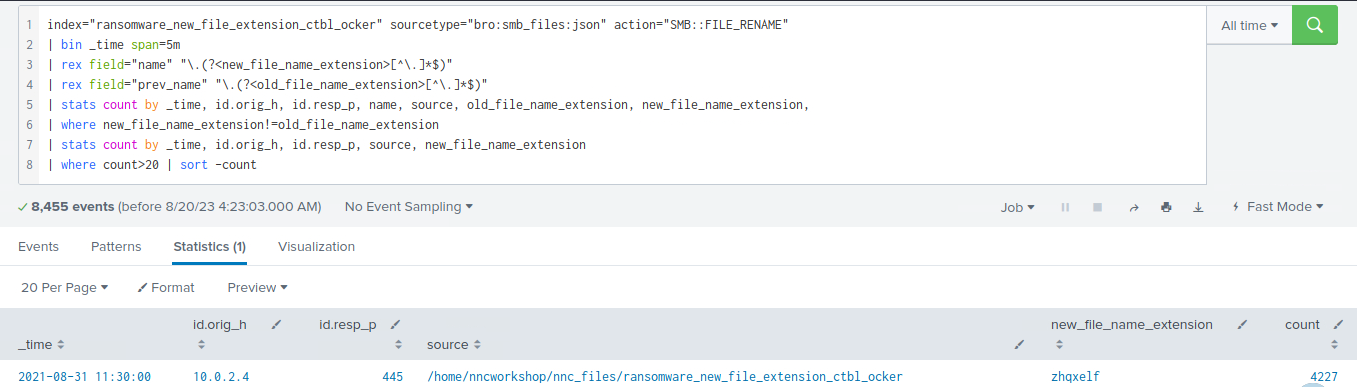 1 index="ransomware_new_file_extension_ctbl_ocker" sourcetype="bro:smb_files:json" action="SMB::FILE_RENAME"
2 | bin _time span=5m
3 | rex field="name" "\.(?<new_file_name_extension>[^\.]*$)"
4 | rex field="prev_name" "\.(?<old_file_name_extension>[^\.]*$)"
5 | stats count by _time, id.orig_h, id.resp_p, name, source, old_file_name_extension, new_file_name_extension,
6 | where new_file_name_extension!=old_file_name_extension
7 | stats count by _time, id.orig_h, id.resp_p, source, new_file_name_extension
8 | where count>20 | sort -count
All time
8,455 events (before 8/20/23 4:23:03.000 AM) No Event Sampling
Job Fast Mode
Events Patterns Statistics (1) Visualization
20 Per Page Format Preview
_time id.orig_h id.resp_p source new_file_name_extension count
2021-08-31 11:30:00 10.0.2.4 445 /home/nncworkshop/nnc_files/ransomware_new_file_extension_ctbl_ocker zhqxelf 4227